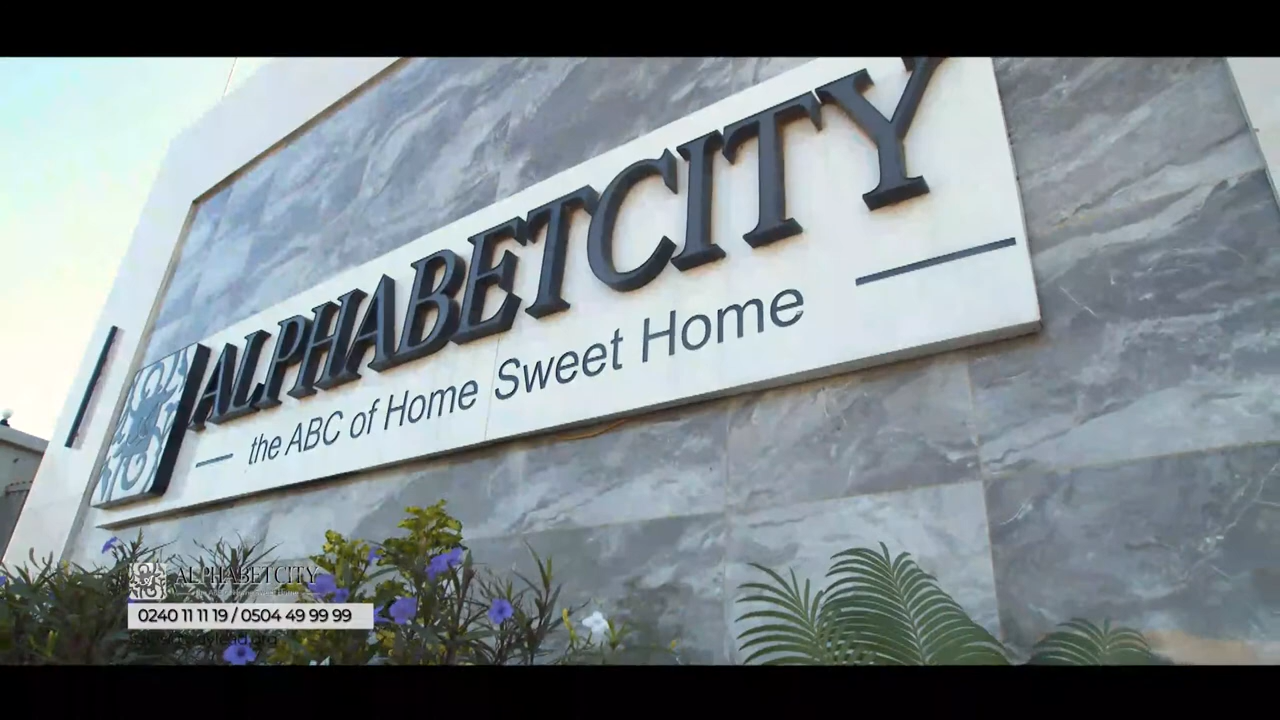 ALPHABETCITY
the ABC of Home Sweet Home
ALPHABETCITY
0240 11 11 19 / 0504 49 99 99